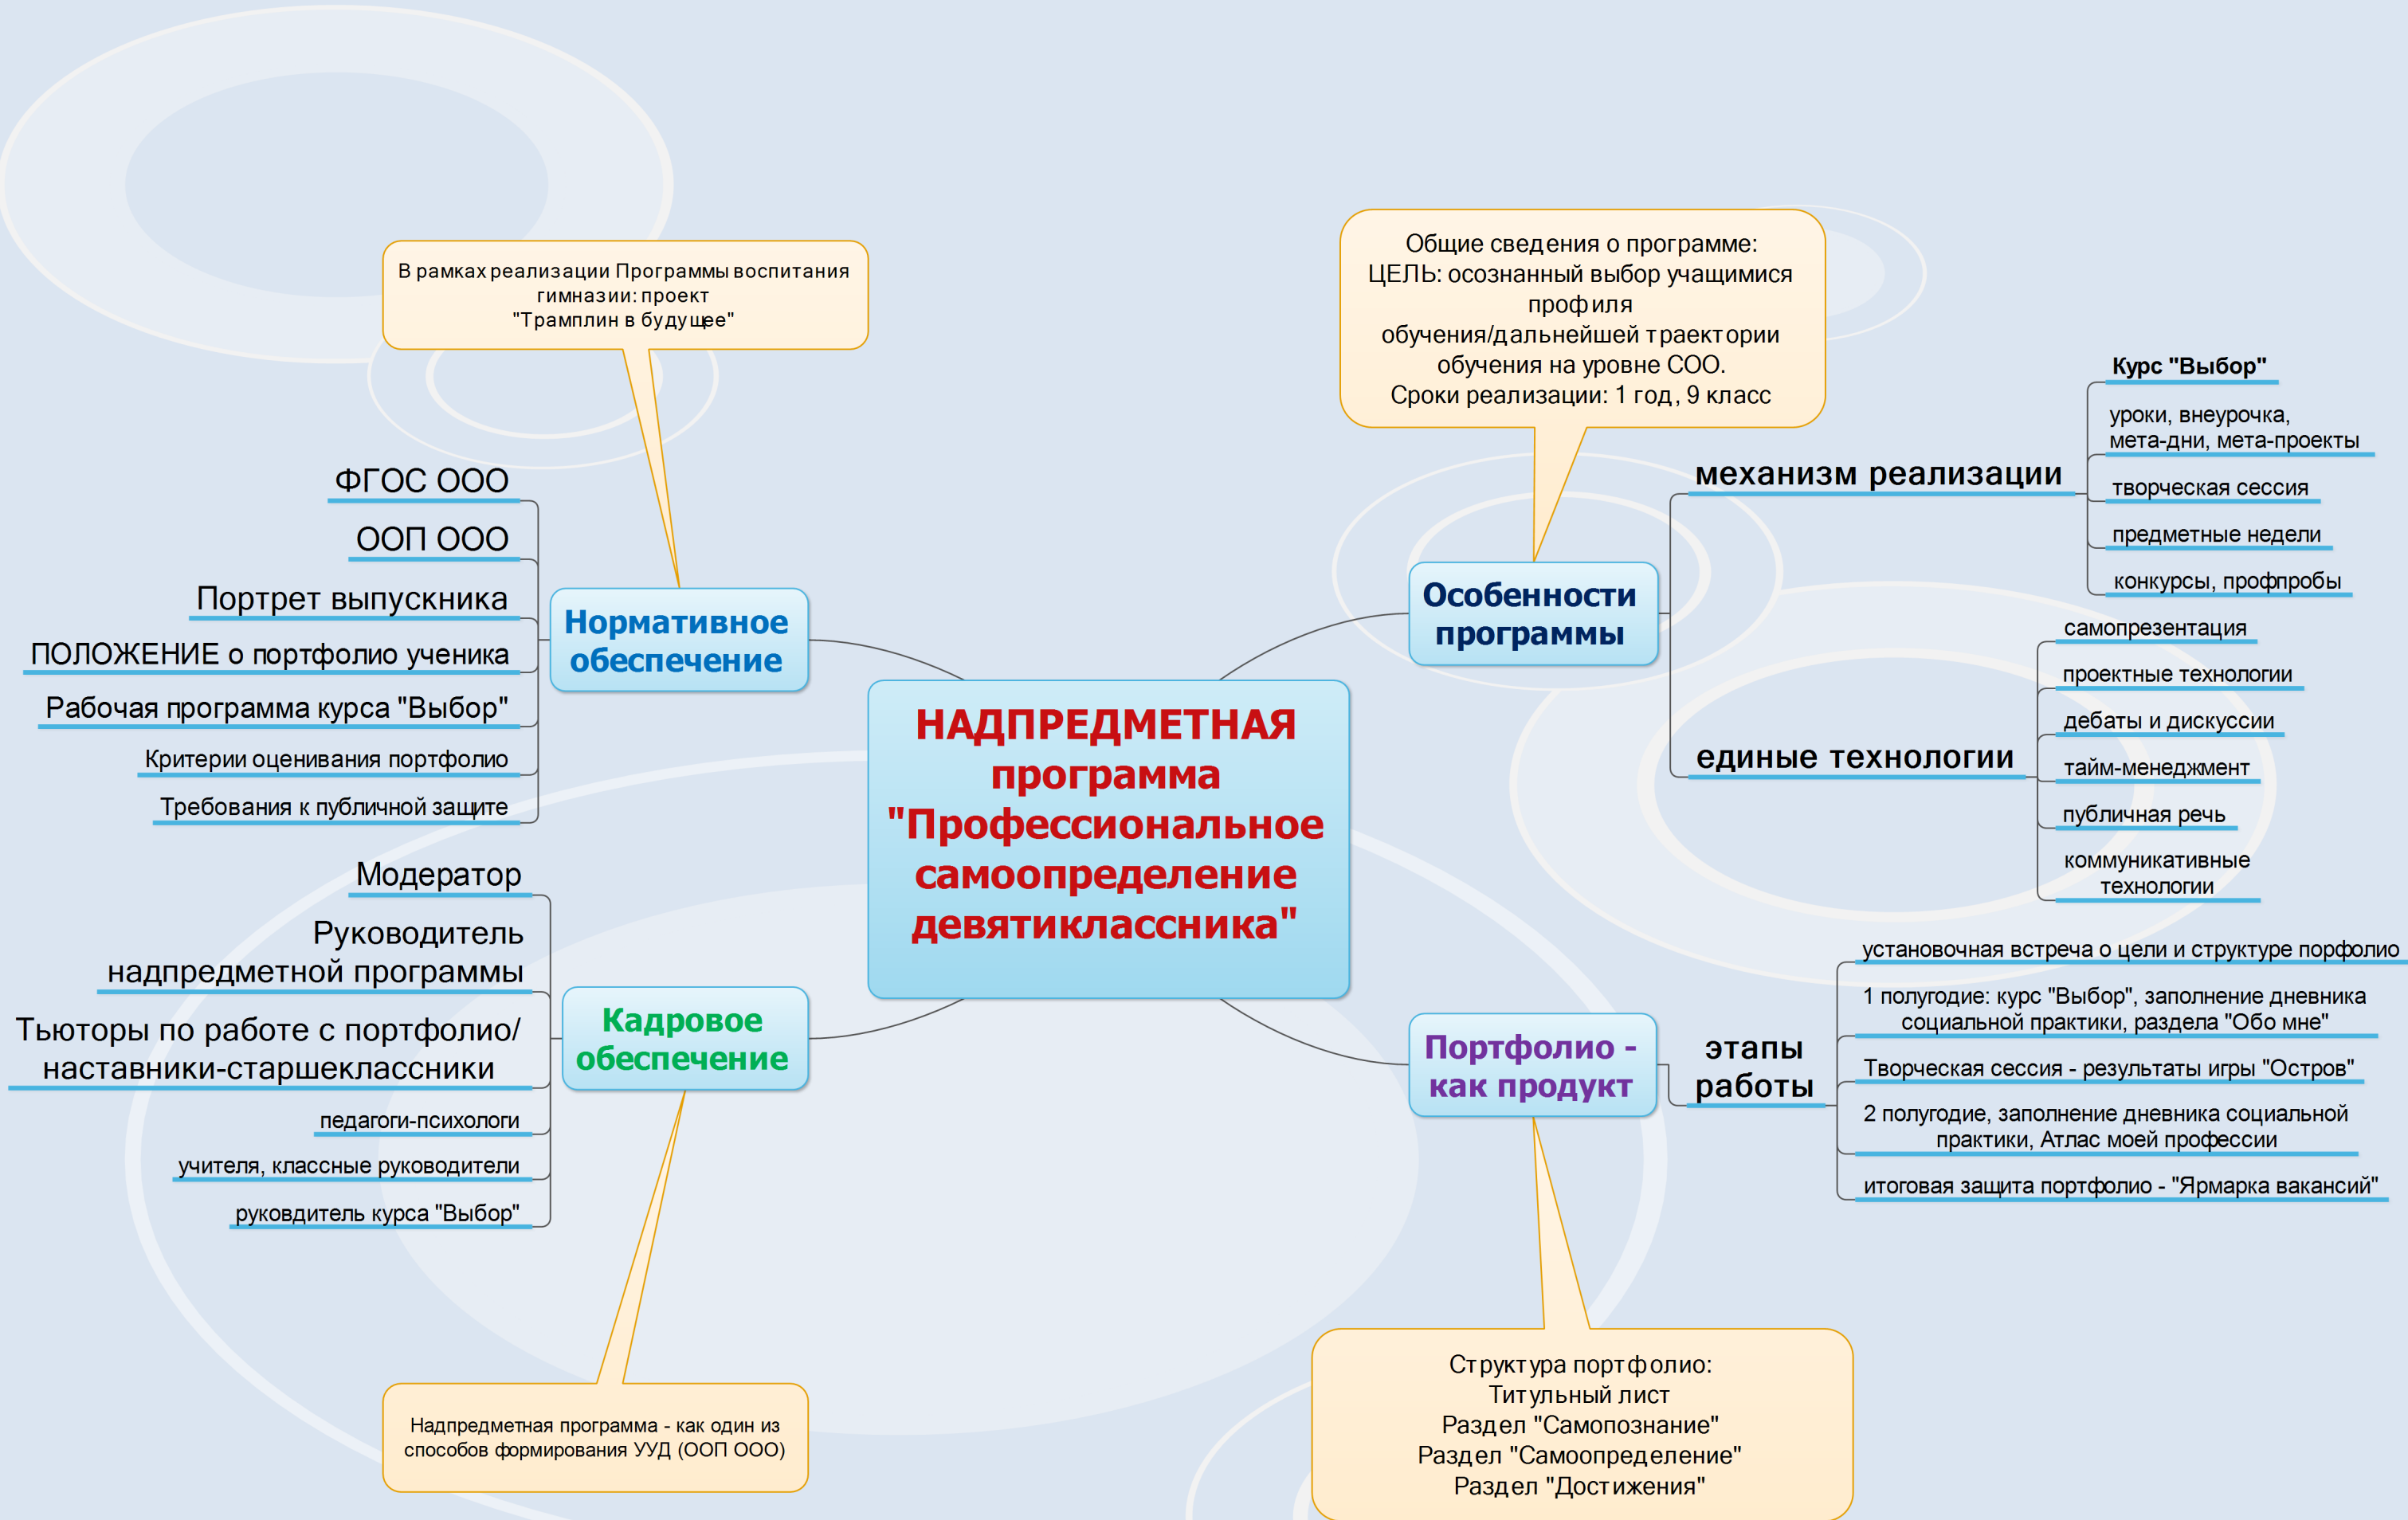 В рамках реализации Программы воспитания
гимназии: проект
"Трамплин в будущее"
ФГОС ООО
ООП ООО
Портрет выпускника
ПОЛОЖЕНИЕ о портфолио ученика
Рабочая программа курса "Выбор"
Критерии оценивания портфолио
Требования к публичной защите
Нормативное
обеспечение
Модератор
Руководитель
надпредметной программы
Тьюторы по работе с портфолио/
наставники-старшеклассники
педагоги-психологи
учителя, классные руководители
руковдитель курса "Выбор"
Кадровое
обеспечение
Надпредметная программа - как один из
способов формирования УУД (ООП ООО)
НАДПРЕДМЕТНАЯ
программа
"Профессиональное
самоопределение
девятиклассника"
Общие сведения о программе:
ЦЕЛЬ: осознанный выбор учащимися
профиля
обучения/дальнейшей траектории
обучения на уровне СОО.
Сроки реализации: 1 год, 9 класс
Особенности
программы
механизм реализации
Курс "Выбор"
уроки, внеурочка,
мета-дни, мета-проекты
творческая сессия
предметные недели
конкурсы, профпробы
единые технологии
самопрезентация
проектные технологии
дебаты и дискуссии
тайм-менеджмент
публичная речь
коммуникативные
технологии
Портфолио -
как продукт
этапы
работы
установочная встреча о цели и структуре порфолио
1 полугодие: курс "Выбор", заполнение дневника
социальной практики, раздела "Обо мне"
Творческая сессия - результаты игры "Остров"
2 полугодие, заполнение дневника социальной
практики, Атлас моей профессии
итоговая защита портфолио - "Ярмарка вакансий"
Структура портфолио:
Титульный лист
Раздел "Самопознание"
Раздел "Самоопределение"
Раздел "Достижения"